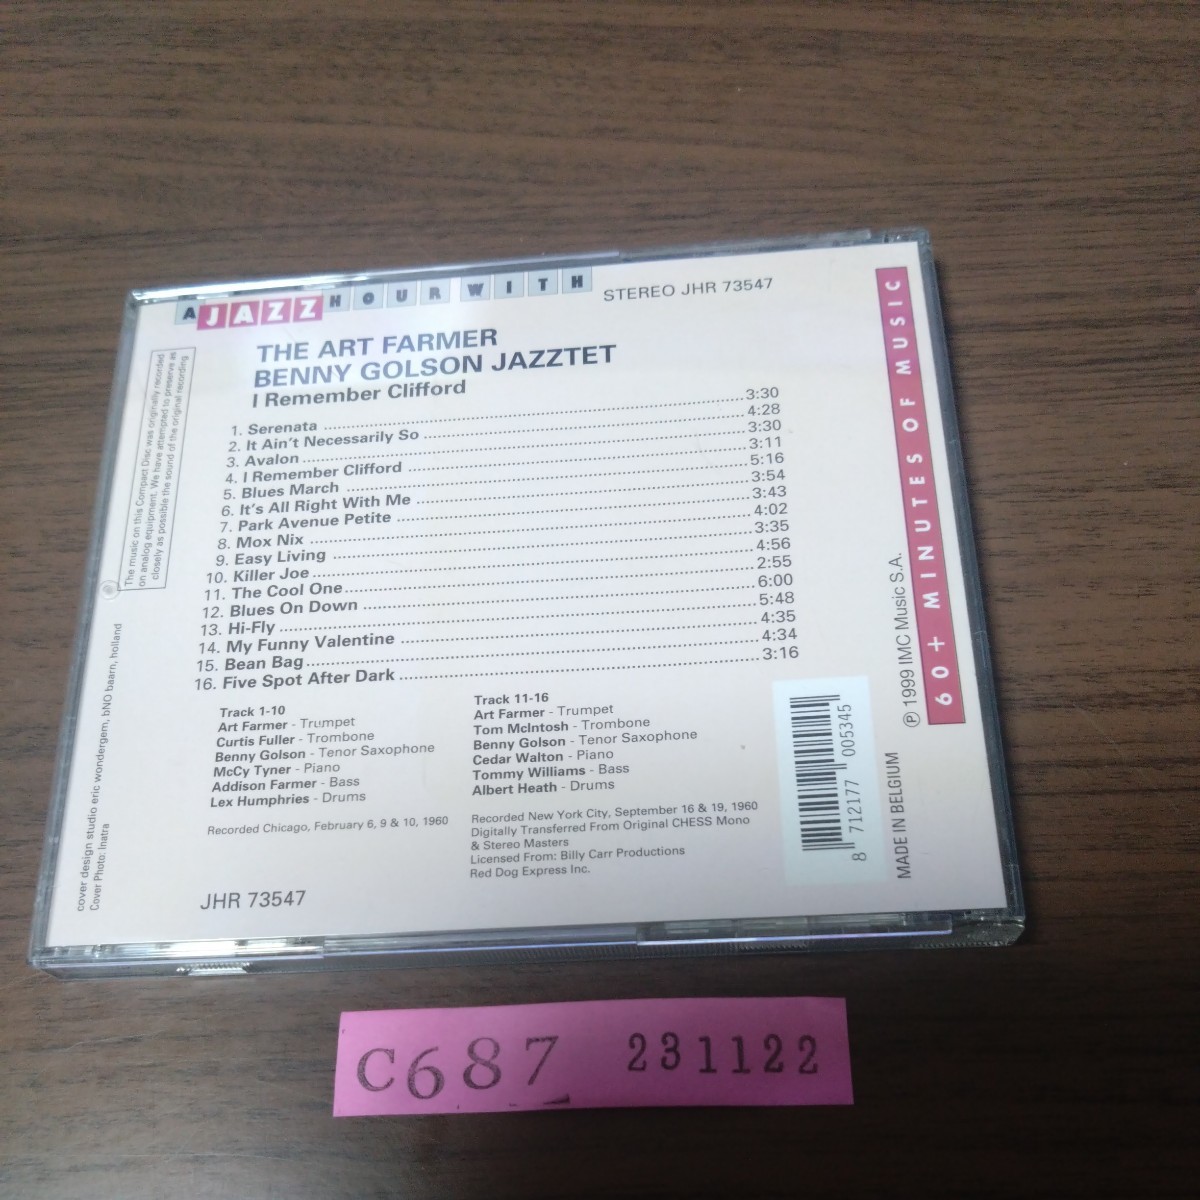 A JAZZ HOUR WITH
STEREO JHR 73547
THE ART FARMER
BENNY GOLSON JAZZTET
I Remember Clifford
1. Serenata 3:30
2. It Ain't Necessarily So 4:28
3. Avalon 3:30
4. I Remember Clifford 3:11
5. Blues March 5:16
6. It's All Right With Me 3:54
7. Park Avenue Petite 3:43
8. Mox Nix 4:02
9. Easy Living 3:35
10. Killer Joe 4:56
11. The Cool One 2:55
12. Blues On Down 6:00
13. Hi-Fly 5:48
14. My Funny Valentine 4:35
15. Bean Bag 4:34
16. Five Spot After Dark 3:16
Track 1-10
Art Farmer - Trumpet
Curtis Fuller - Trombone
Benny Golson - Tenor Saxophone
McCy Tyner - Piano
Addison Farmer - Bass
Lex Humphries - Drums
Recorded Chicago, February 6, 9 & 10, 1960
Track 11-16
Art Farmer - Trumpet
Tom McIntosh - Trombone
Benny Golson - Tenor Saxophone
Cedar Walton - Piano
Tommy Williams - Bass
Albert Heath - Drums
Recorded New York City, September 16 & 19, 1960
Digitally Transferred From Original CHESS Mono
& Stereo Masters
Licensed From: Billy Carr Productions
Red Dog Express Inc.
JHR 73547
The music on this Compact Disc was originally recorded
on analog equipment. We have attempted to preserve as
closely as possible the sound of the original recording
cover design studio eric wondergem, bNO baarn, holland
Cover Photo: Inatra
8 712177 005345
MADE IN BELGIUM
℗ 1999 IMC Music S.A.
60+ MINUTES OF MUSIC
C687 231122